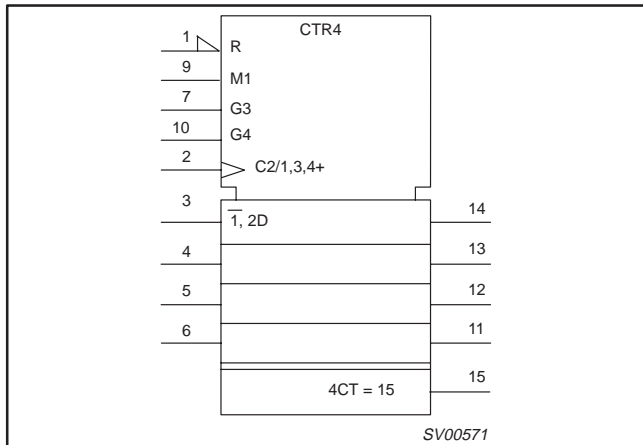 CTR4
1 R
9 M1
7 G3
10 G4
2 C2/1,3,4+
3 1̅, 2D 14
4 13
5 12
6 11
4CT = 15 15
SV00571